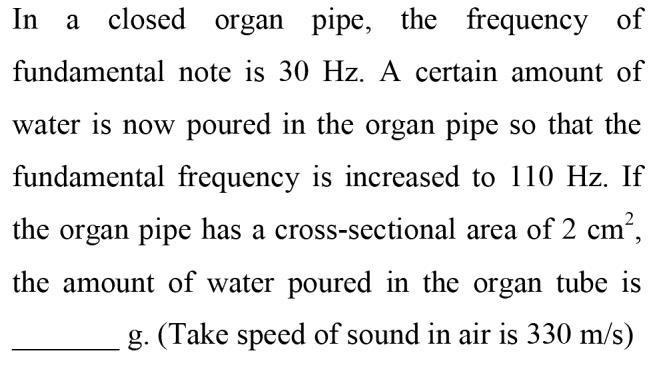 In a closed organ pipe, the frequency of
fundamental note is 30 Hz. A certain amount of
water is now poured in the organ pipe so that the
fundamental frequency is increased to 110 Hz. If
the organ pipe has a cross-sectional area of 2 cm²,
the amount of water poured in the organ tube is
________ g. (Take speed of sound in air is 330 m/s)